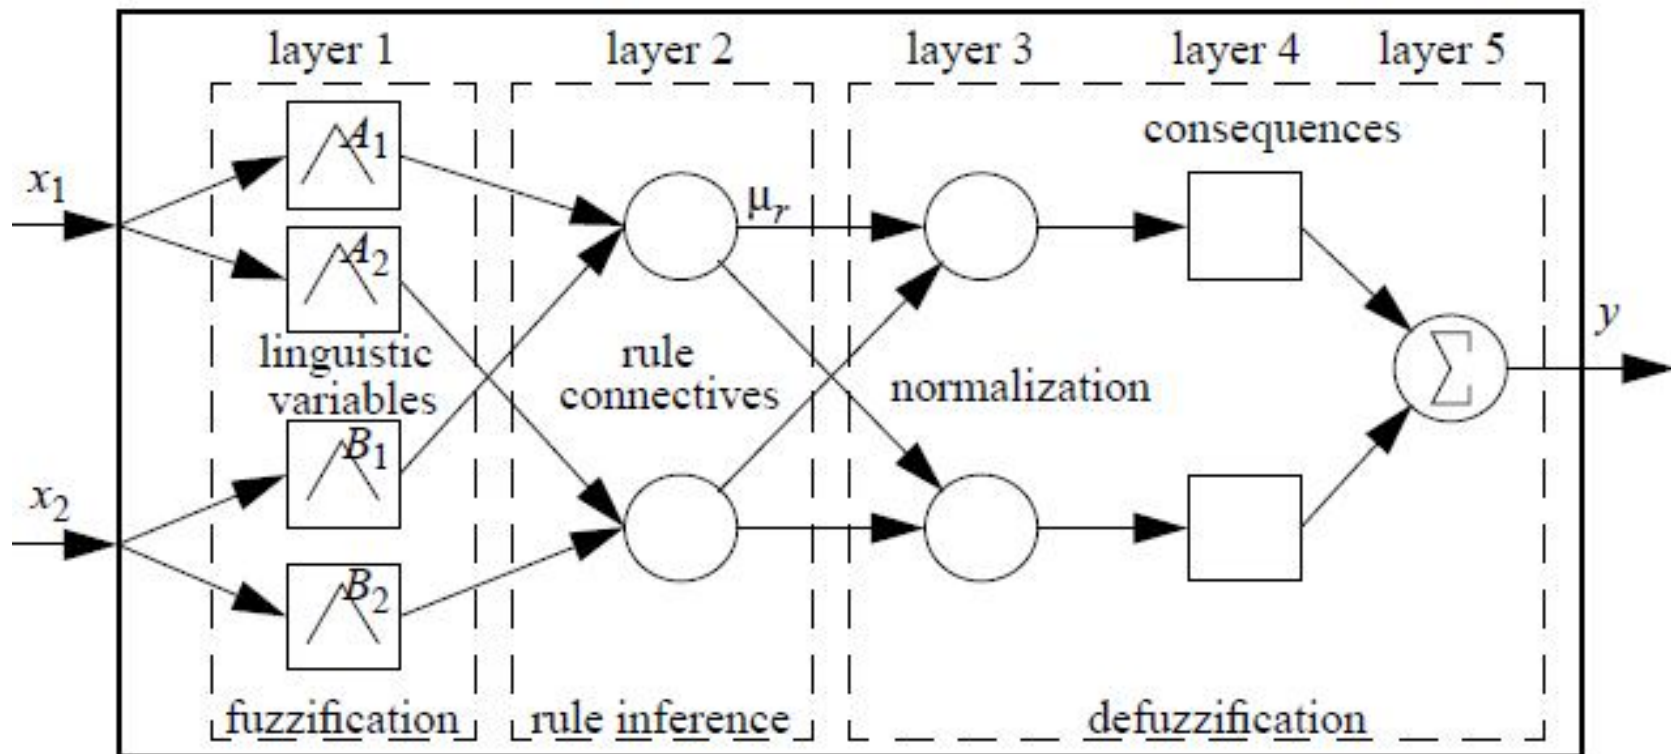 layer 1 layer 2 layer 3 layer 4 layer 5
consequences
A1
x1
μr
A2
linguistic
variables
rule
connectives
normalization
Σ
y
B1
x2
B2
fuzzification rule inference defuzzification